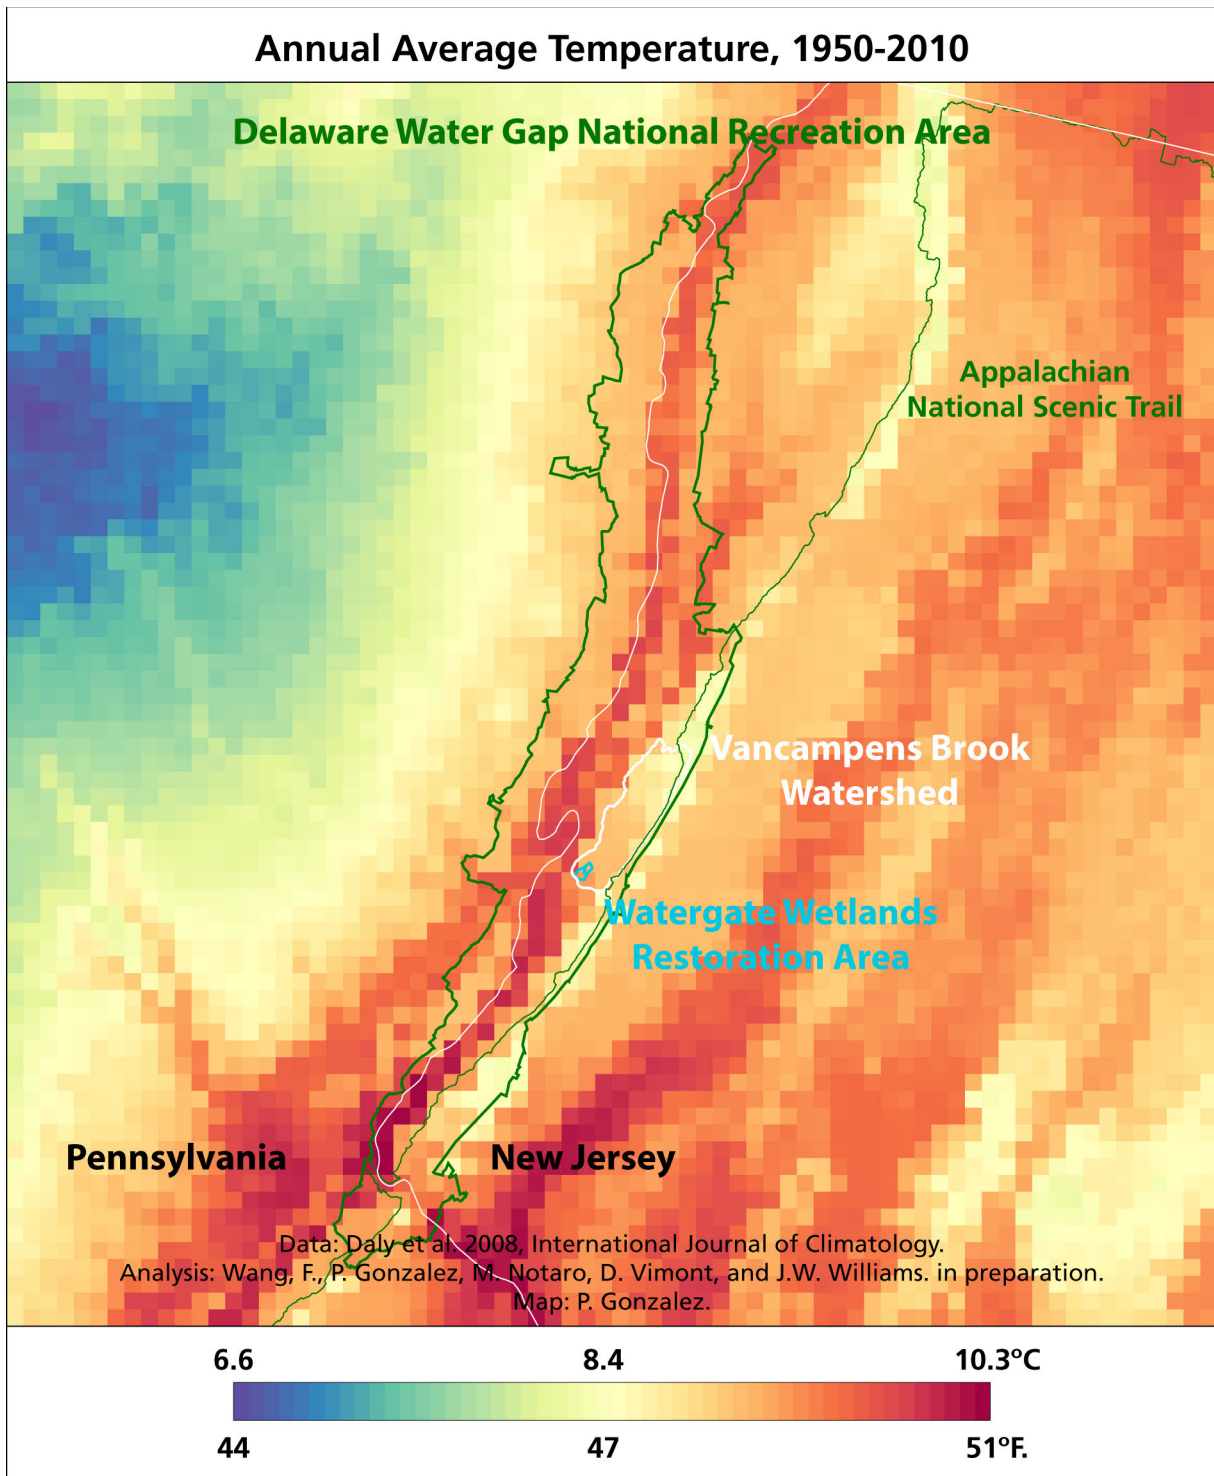 Annual Average Temperature, 1950-2010
Delaware Water Gap National Recreation Area
Appalachian
National Scenic Trail
Vancampens Brook
Watershed
Watergate Wetlands
Restoration Area
Pennsylvania
New Jersey
Data: Daly et al. 2008, International Journal of Climatology.
Analysis: Wang, F., P. Gonzalez, M. Notaro, D. Vimont, and J.W. Williams. in preparation.
Map: P. Gonzalez.
6.6 8.4 10.3ºC
44 47 51ºF.